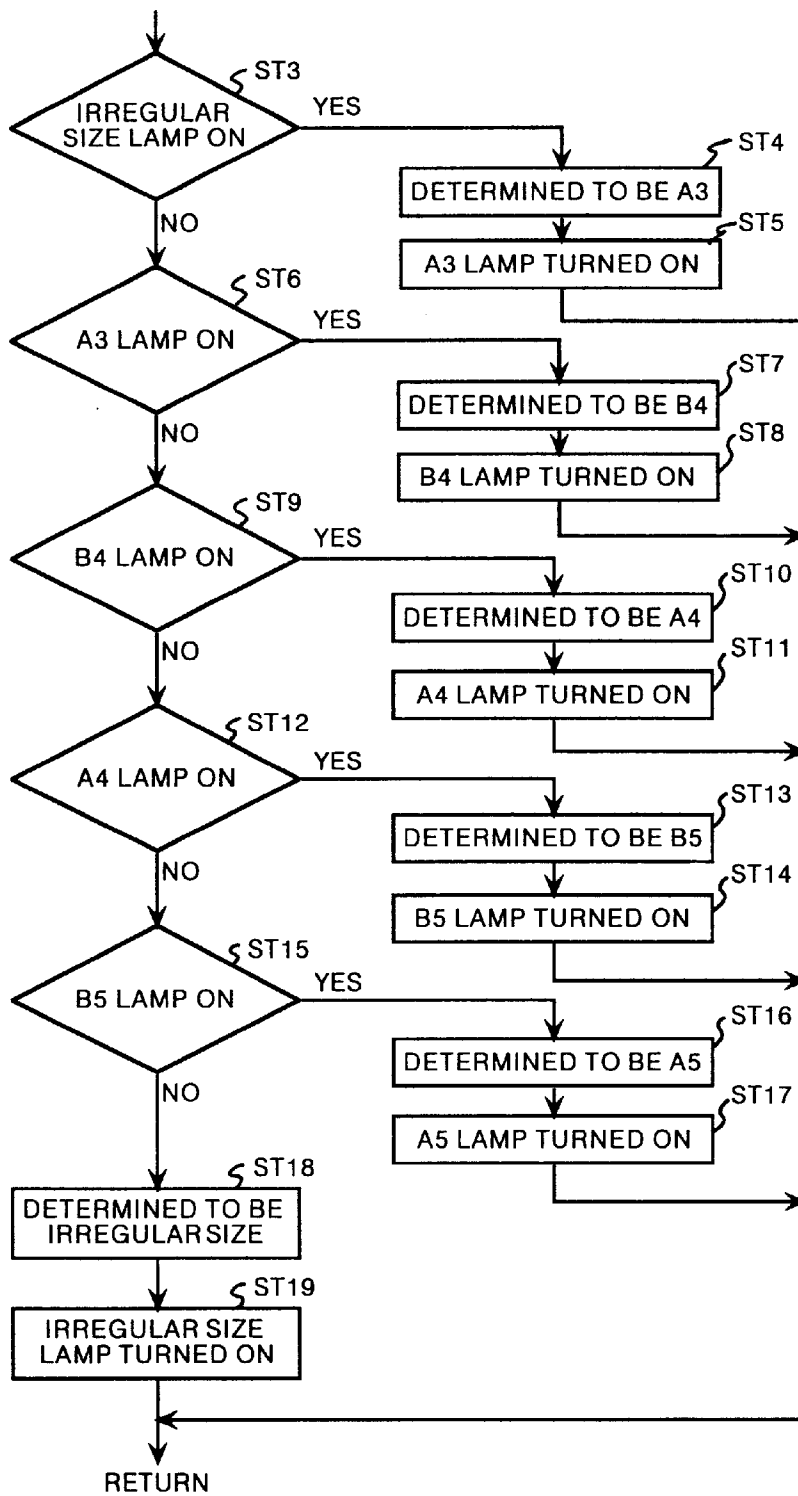 ST3
IRREGULAR
SIZE LAMP ON
YES
NO
ST4
DETERMINED TO BE A3
ST5
A3 LAMP TURNED ON
ST6
A3 LAMP ON
YES
NO
ST7
DETERMINED TO BE B4
ST8
B4 LAMP TURNED ON
ST9
B4 LAMP ON
YES
NO
ST10
DETERMINED TO BE A4
ST11
A4 LAMP TURNED ON
ST12
A4 LAMP ON
YES
NO
ST13
DETERMINED TO BE B5
ST14
B5 LAMP TURNED ON
ST15
B5 LAMP ON
YES
NO
ST16
DETERMINED TO BE A5
ST17
A5 LAMP TURNED ON
ST18
DETERMINED TO BE
IRREGULAR SIZE
ST19
IRREGULAR SIZE
LAMP TURNED ON
RETURN